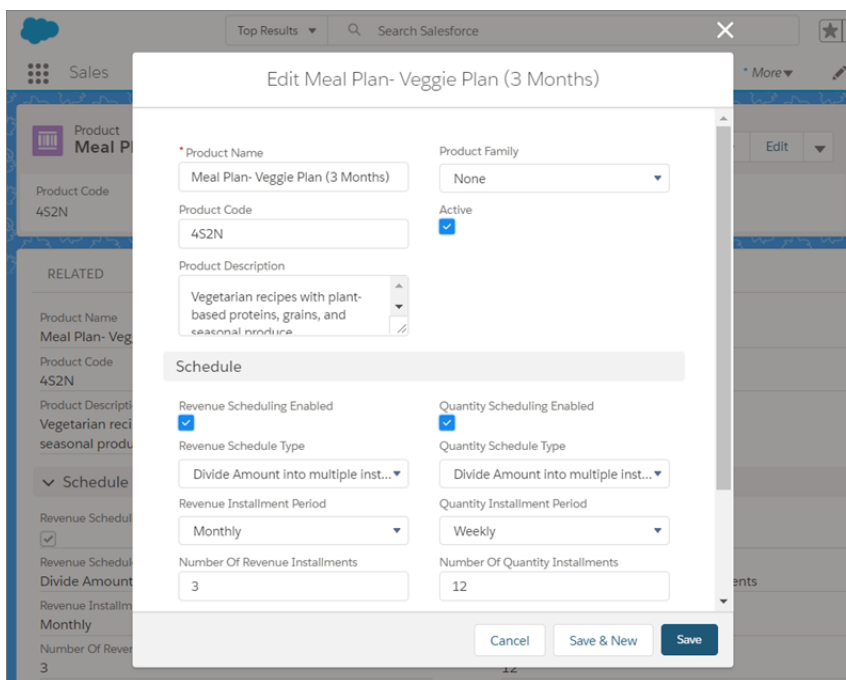 Top Results
Search Salesforce
Sales
* More
Edit Meal Plan- Veggie Plan (3 Months)
Product
Meal Pl
Edit
Product Code
4S2N
RELATED
Product Name
Meal Plan- Veg
Product Code
4S2N
Product Descripti
Vegetarian reci
seasonal produ
Schedule
Revenue Schedul
Revenue Schedul
Divide Amount
ents
Revenue Installm
Monthly
Number Of Reven
3
12
* Product Name
Product Family
Meal Plan- Veggie Plan (3 Months)
None
Product Code
Active
4S2N
Product Description
Vegetarian recipes with plant-
based proteins, grains, and
seasonal produce
Schedule
Revenue Scheduling Enabled
Quantity Scheduling Enabled
Revenue Schedule Type
Quantity Schedule Type
Divide Amount into multiple inst...
Divide Amount into multiple inst...
Revenue Installment Period
Quantity Installment Period
Monthly
Weekly
Number Of Revenue Installments
Number Of Quantity Installments
3
12
Cancel
Save & New
Save